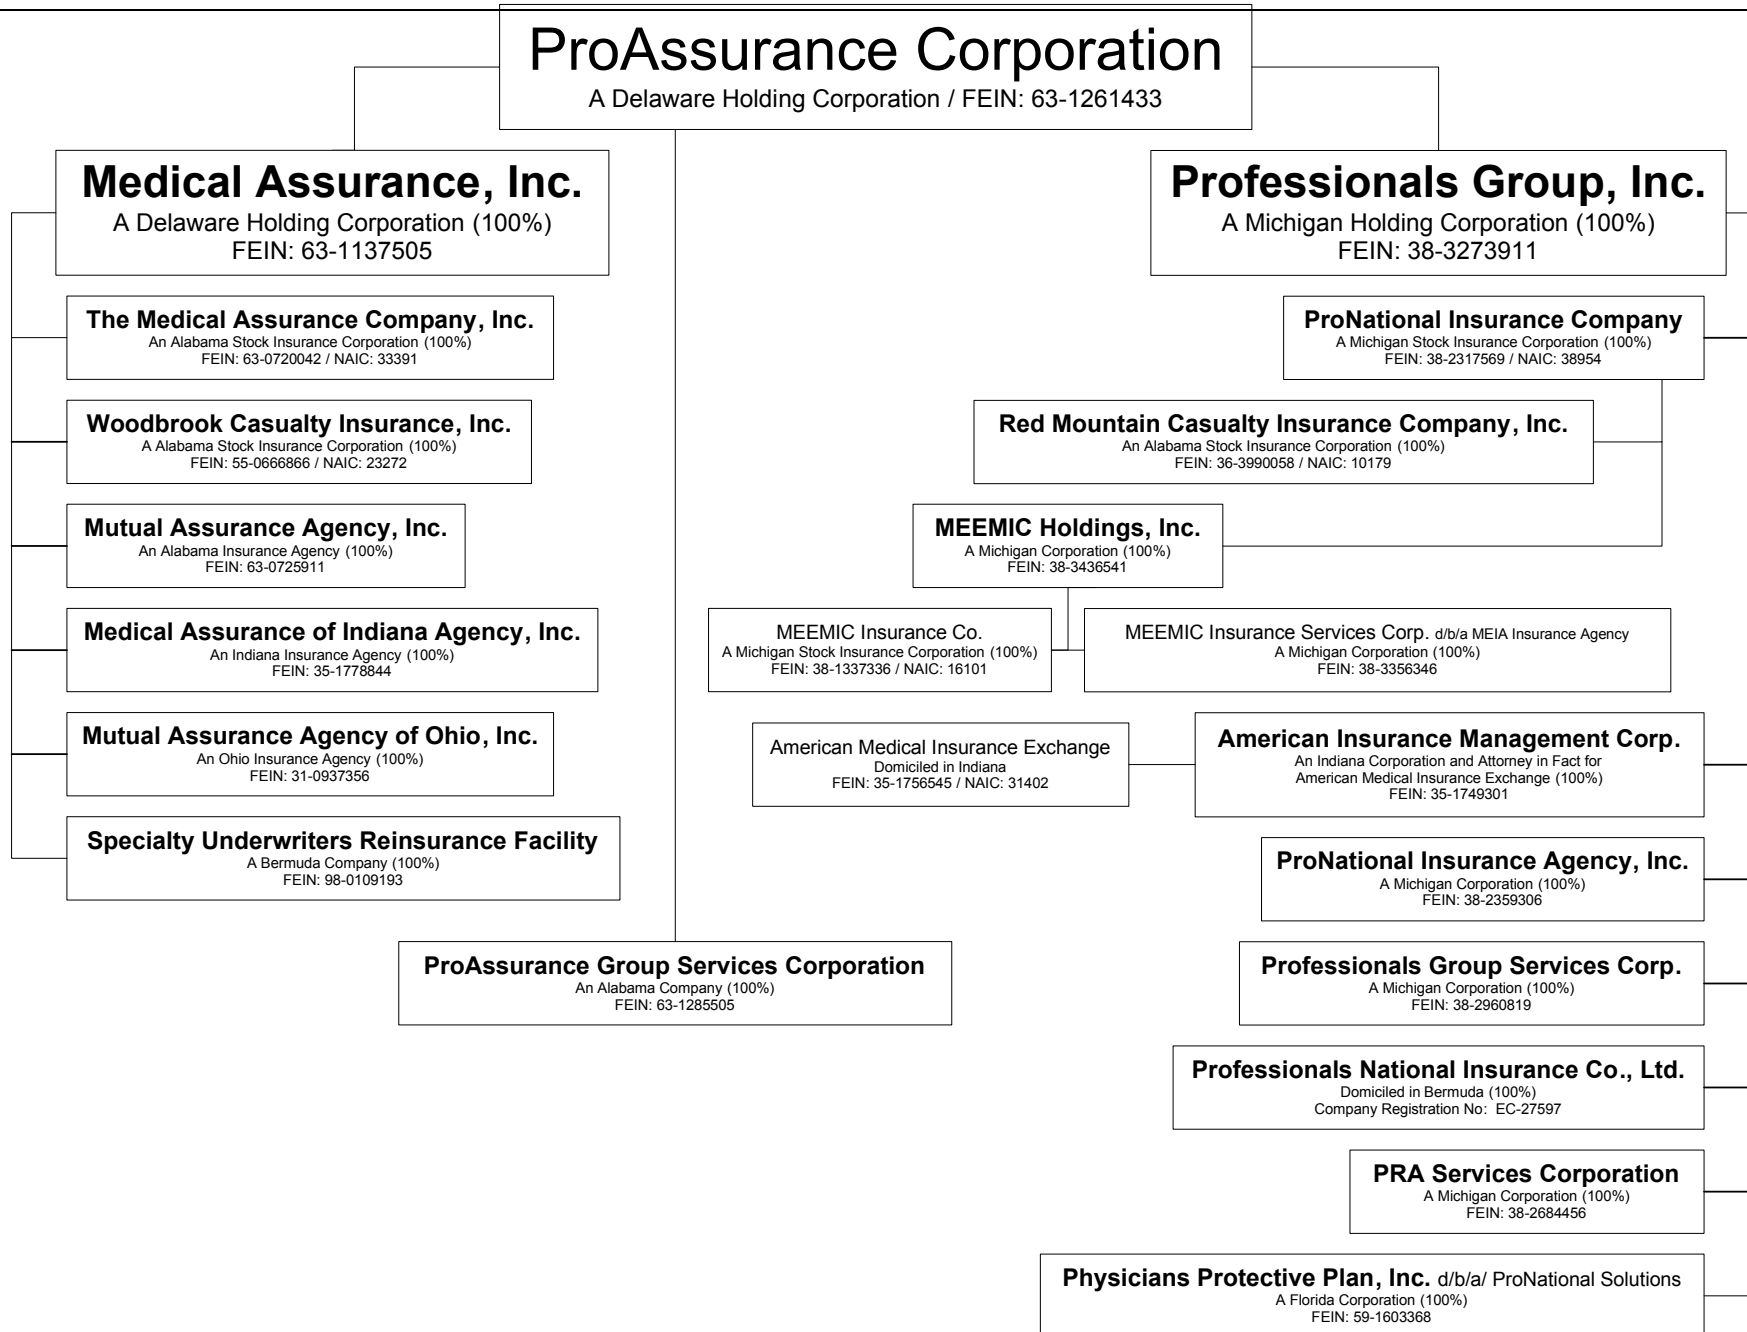 ProAssurance Corporation
A Delaware Holding Corporation / FEIN: 63-1261433
Medical Assurance, Inc.
A Delaware Holding Corporation (100%)
FEIN: 63-1137505
Professionals Group, Inc.
A Michigan Holding Corporation (100%)
FEIN: 38-3273911
The Medical Assurance Company, Inc.
An Alabama Stock Insurance Corporation (100%)
FEIN: 63-0720042 / NAIC: 33391
ProNational Insurance Company
A Michigan Stock Insurance Corporation (100%)
FEIN: 38-2317569 / NAIC: 38954
Woodbrook Casualty Insurance, Inc.
A Alabama Stock Insurance Corporation (100%)
FEIN: 55-0666866 / NAIC: 23272
Red Mountain Casualty Insurance Company, Inc.
An Alabama Stock Insurance Corporation (100%)
FEIN: 36-3990058 / NAIC: 10179
Mutual Assurance Agency, Inc.
An Alabama Insurance Agency (100%)
FEIN: 63-0725911
MEEMIC Holdings, Inc.
A Michigan Corporation (100%)
FEIN: 38-3436541
Medical Assurance of Indiana Agency, Inc.
An Indiana Insurance Agency (100%)
FEIN: 35-1778844
MEEMIC Insurance Co.
A Michigan Stock Insurance Corporation (100%)
FEIN: 38-1337336 / NAIC: 16101
MEEMIC Insurance Services Corp. d/b/a MEIA Insurance Agency
A Michigan Corporation (100%)
FEIN: 38-3356346
Mutual Assurance Agency of Ohio, Inc.
An Ohio Insurance Agency (100%)
FEIN: 31-0937356
American Medical Insurance Exchange
Domiciled in Indiana
FEIN: 35-1756545 / NAIC: 31402
American Insurance Management Corp.
An Indiana Corporation and Attorney in Fact for
American Medical Insurance Exchange (100%)
FEIN: 35-1749301
Specialty Underwriters Reinsurance Facility
A Bermuda Company (100%)
FEIN: 98-0109193
ProNational Insurance Agency, Inc.
A Michigan Corporation (100%)
FEIN: 38-2359306
ProAssurance Group Services Corporation
An Alabama Company (100%)
FEIN: 63-1285505
Professionals Group Services Corp.
A Michigan Corporation (100%)
FEIN: 38-2960819
Professionals National Insurance Co., Ltd.
Domiciled in Bermuda (100%)
Company Registration No: EC-27597
PRA Services Corporation
A Michigan Corporation (100%)
FEIN: 38-2684456
Physicians Protective Plan, Inc. d/b/a/ ProNational Solutions
A Florida Corporation (100%)
FEIN: 59-1603368